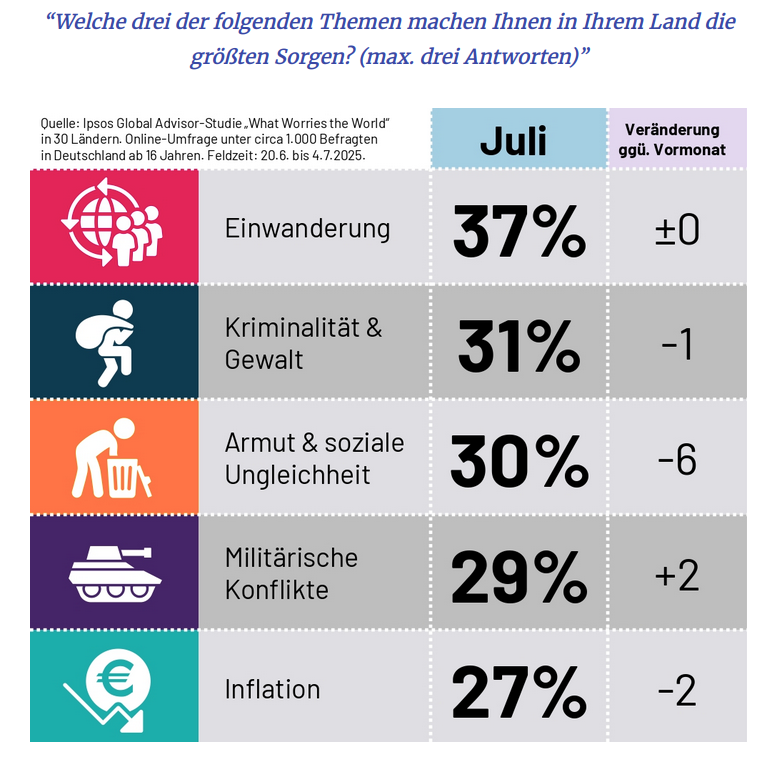 “Welche drei der folgenden Themen machen Ihnen in Ihrem Land die
größten Sorgen? (max. drei Antworten)”
Quelle: Ipsos Global Advisor-Studie „What Worries the World“
in 30 Ländern. Online-Umfrage unter circa 1.000 Befragten
in Deutschland ab 16 Jahren. Feldzeit: 20.6. bis 4.7.2025.
Juli
Veränderung
ggü. Vormonat
Einwanderung
37%
±0
Kriminalität &
Gewalt
31%
-1
Armut & soziale
Ungleichheit
30%
-6
Militärische
Konflikte
29%
+2
€
Inflation
27%
-2